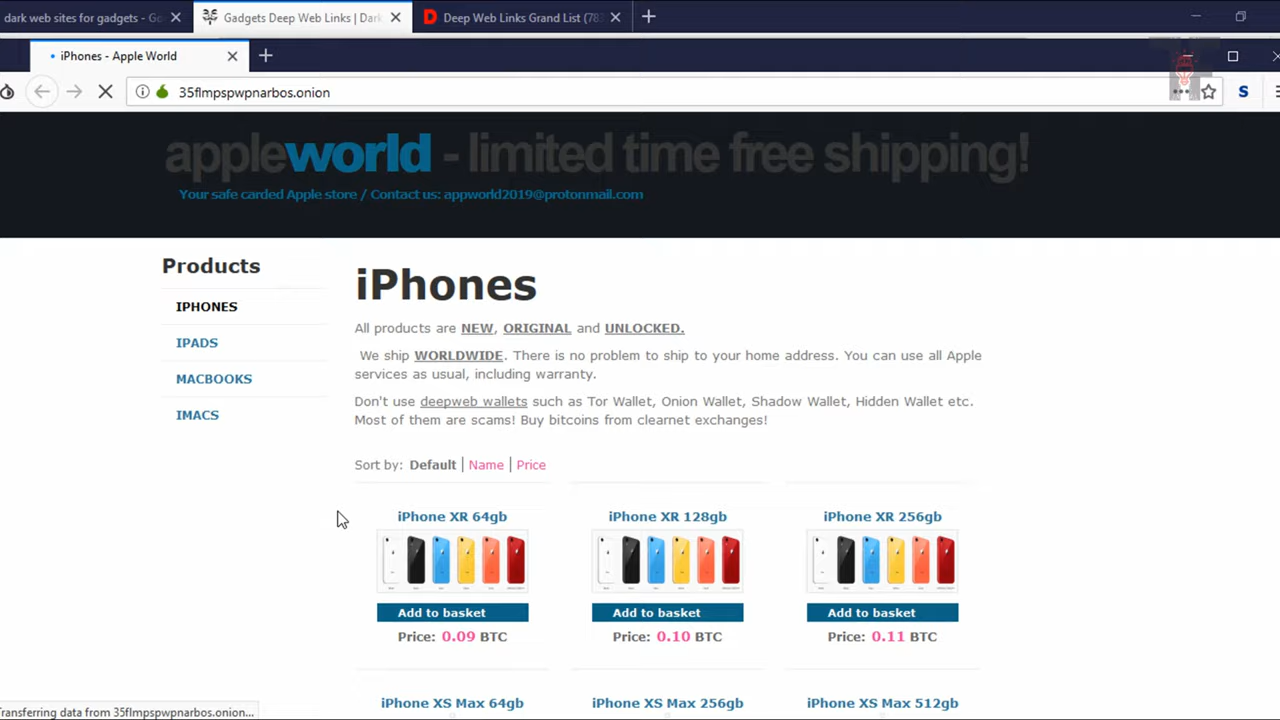 dark web sites for gadgets - Go
Gadgets Deep Web Links | Dark
Deep Web Links Grand List (783
iPhones - Apple World
35flmpspwpnarbos.onion
S
appleworld - limited time free shipping!
Your safe carded Apple store / Contact us: appworld2019@protonmail.com
Products
IPHONES
IPADS
MACBOOKS
IMACS
iPhones
All products are NEW, ORIGINAL and UNLOCKED.
We ship WORLDWIDE. There is no problem to ship to your home address. You can use all Apple
services as usual, including warranty.
Don't use deepweb wallets such as Tor Wallet, Onion Wallet, Shadow Wallet, Hidden Wallet etc.
Most of them are scams! Buy bitcoins from clearnet exchanges!
Sort by: Default | Name | Price
iPhone XR 64gb iPhone XR 128gb iPhone XR 256gb
Add to basket Add to basket Add to basket
Price: 0.09 BTC Price: 0.10 BTC Price: 0.11 BTC
iPhone XS Max 64gb iPhone XS Max 256gb iPhone XS Max 512gb
Transferring data from 35flmpspwpnarbos.onion...